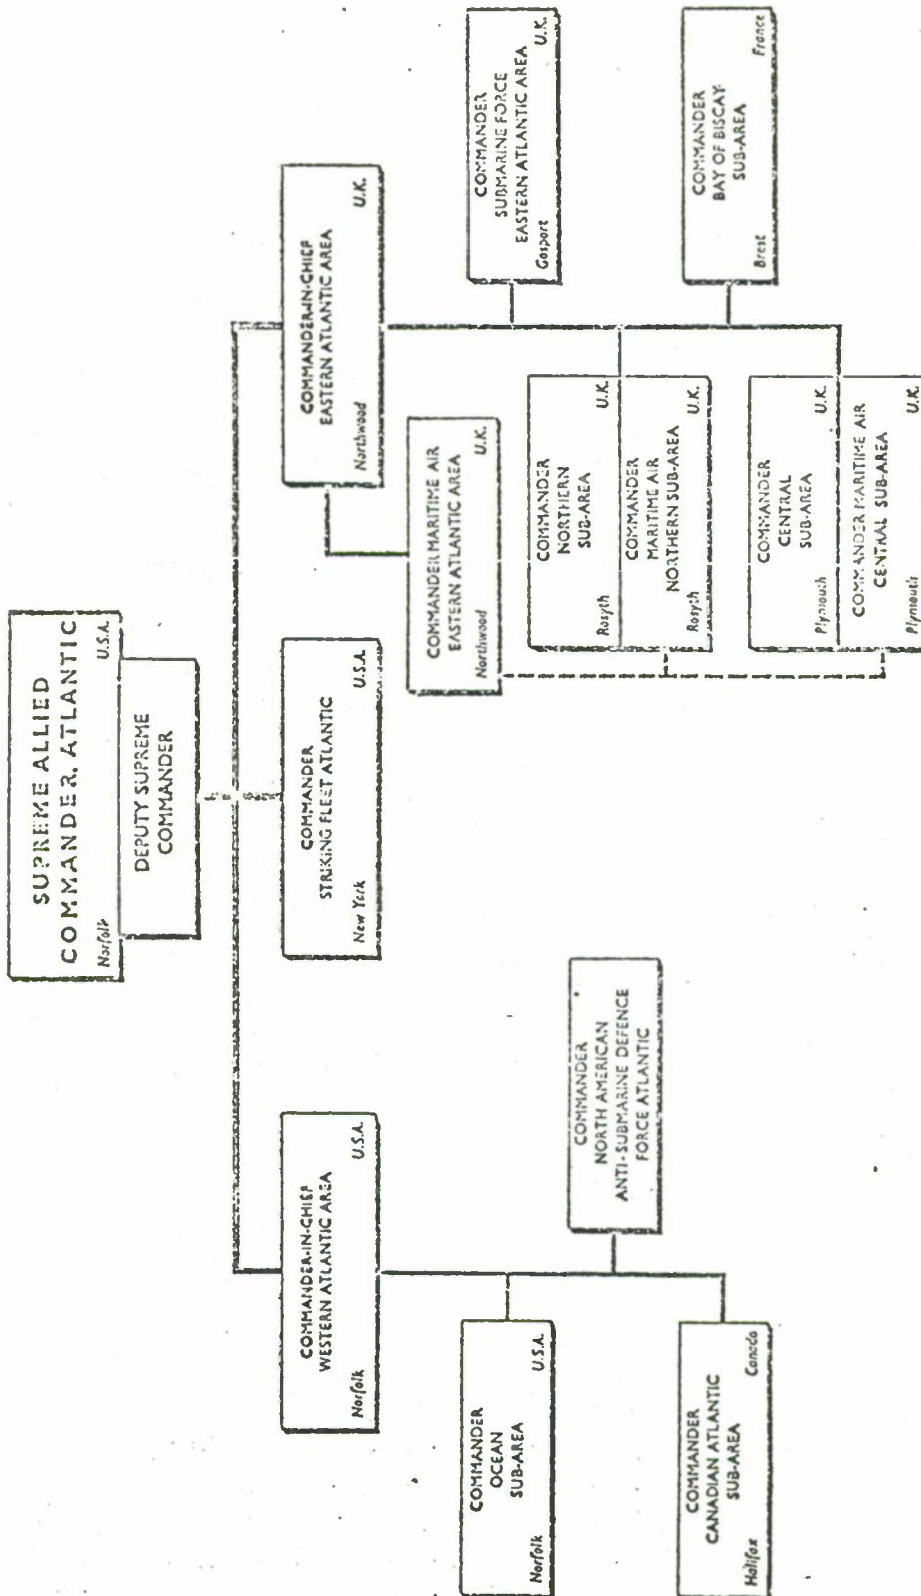 SUPREME ALLIED
COMMANDER, ATLANTIC
Norfolk U.S.A.
DEPUTY SUPREME
COMMANDER
COMMANDER-IN-CHIEF
WESTERN ATLANTIC AREA
Norfolk U.S.A.
COMMANDER
STRIKING FLEET ATLANTIC
New York U.S.A.
COMMANDER-IN-CHIEF
EASTERN ATLANTIC AREA
Northwood U.K.
COMMANDER MARITIME AIR
EASTERN ATLANTIC AREA
Northwood U.K.
COMMANDER
OCEAN
SUB-AREA
Norfolk U.S.A.
COMMANDER
NORTH AMERICAN
ANTI-SUBMARINE DEFENCE
FORCE ATLANTIC
COMMANDER
CANADIAN ATLANTIC
SUB-AREA
Halifax Canada
COMMANDER
SUBMARINE FORCE
EASTERN ATLANTIC AREA
Gosport U.K.
COMMANDER
NORTHERN
SUB-AREA
Rosyth U.K.
COMMANDER
MARITIME AIR
NORTHERN SUB-AREA
Rosyth U.K.
COMMANDER
BAY OF BISCAY
SUB-AREA
Brest France
COMMANDER
CENTRAL
SUB-AREA
Plymouth U.K.
COMMANDER MARITIME AIR
CENTRAL SUB-AREA
Plymouth U.K.